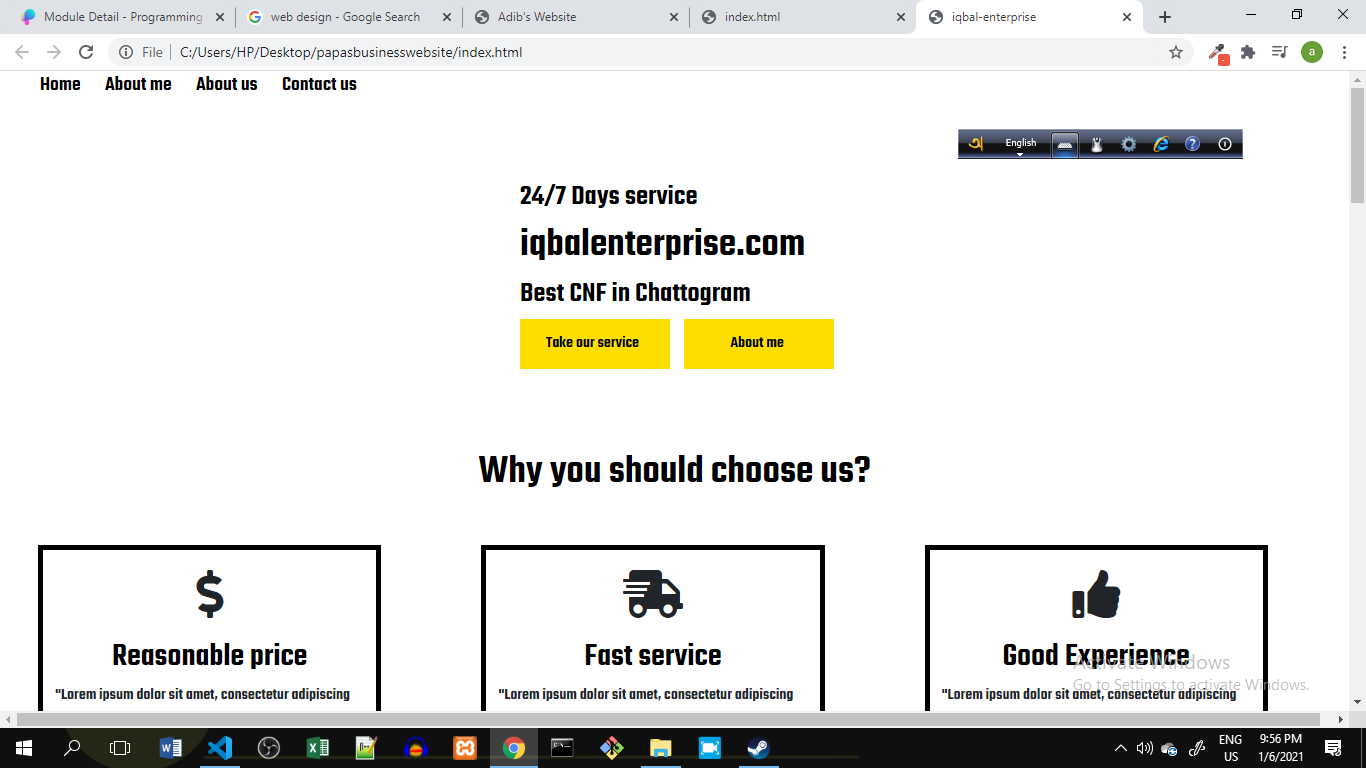 Module Detail - Programming
web design - Google Search
Adib's Website
index.html
iqbal-enterprise
File
C:/Users/HP/Desktop/papasbusinesswebsite/index.html
a
Home About me About us Contact us
অ English
24/7 Days service
iqbalenterprise.com
Best CNF in Chattogram
Take our service About me
Why you should choose us?
Reasonable price
"Lorem ipsum dolor sit amet, consectetur adipiscing
Fast service
"Lorem ipsum dolor sit amet, consectetur adipiscing
Good Experience
"Lorem ipsum dolor sit amet, consectetur adipiscing
Activate Windows
Go to Settings to activate Windows.
ENG
US
9:56 PM
1/6/2021